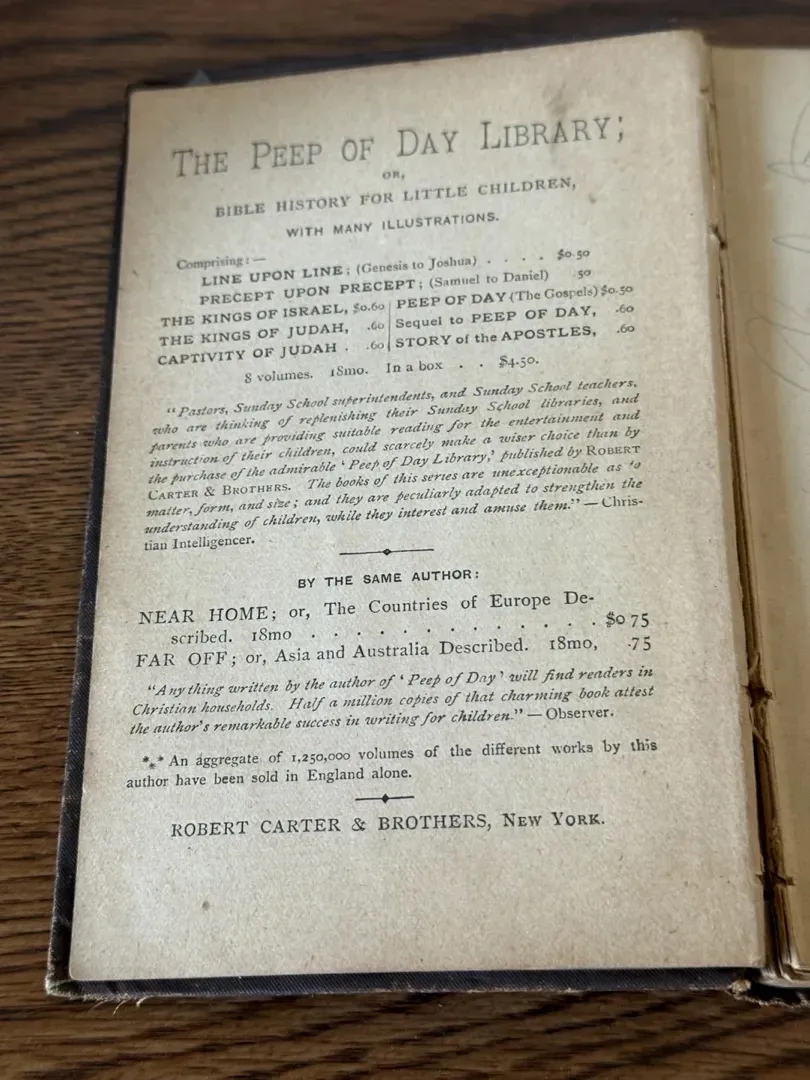 THE PEEP OF DAY LIBRARY;
OR,
BIBLE HISTORY FOR LITTLE CHILDREN,
WITH MANY ILLUSTRATIONS.
Comprising:—
LINE UPON LINE; (Genesis to Joshua) . . . . $0.50
PRECEPT UPON PRECEPT; (Samuel to Daniel) 50
THE KINGS OF ISRAEL, $0.60 | PEEP OF DAY (The Gospels) $0.50
THE KINGS OF JUDAH, .60 | Sequel to PEEP OF DAY, .60
CAPTIVITY OF JUDAH . .60 | STORY of the APOSTLES, .60
8 volumes. 18mo. In a box . . $4.50.
"Pastors, Sunday School superintendents, and Sunday School teachers,
who are thinking of replenishing their Sunday School libraries, and
parents who are providing suitable reading for the entertainment and
instruction of their children, could scarcely make a wiser choice than by
the purchase of the admirable 'Peep of Day Library,' published by ROBERT
CARTER & BROTHERS. The books of this series are unexceptionable as to
matter, form, and size; and they are peculiarly adapted to strengthen the
understanding of children, while they interest and amuse them."—Chris-
tian Intelligencer.
BY THE SAME AUTHOR:
NEAR HOME; or, The Countries of Europe De-
scribed. 18mo . . . . . . . . . . . . . $0 75
FAR OFF; or, Asia and Australia Described. 18mo, .75
"Any thing written by the author of 'Peep of Day' will find readers in
Christian households. Half a million copies of that charming book attest
the author's remarkable success in writing for children."—Observer.
*⁎* An aggregate of 1,250,000 volumes of the different works by this
author have been sold in England alone.
ROBERT CARTER & BROTHERS, NEW YORK.